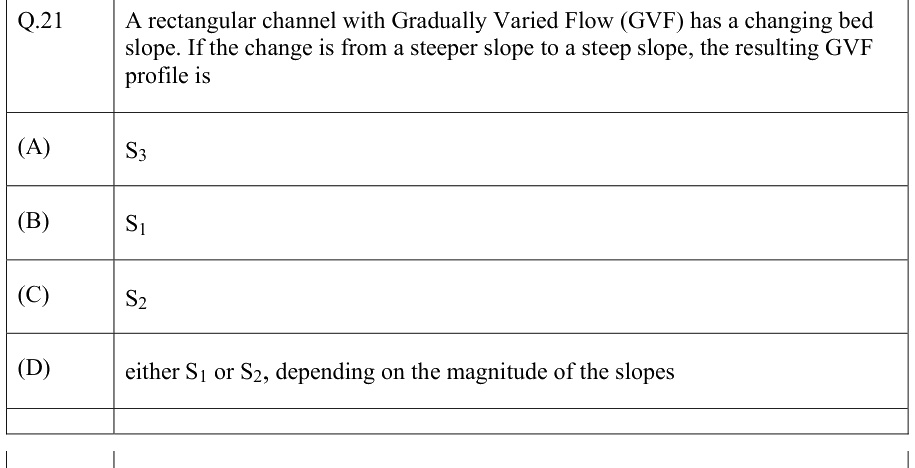 Q.21 A rectangular channel with Gradually Varied Flow (GVF) has a changing bed
slope. If the change is from a steeper slope to a steep slope, the resulting GVF
profile is
(A) S₃
(B) S₁
(C) S₂
(D) either S₁ or S₂, depending on the magnitude of the slopes